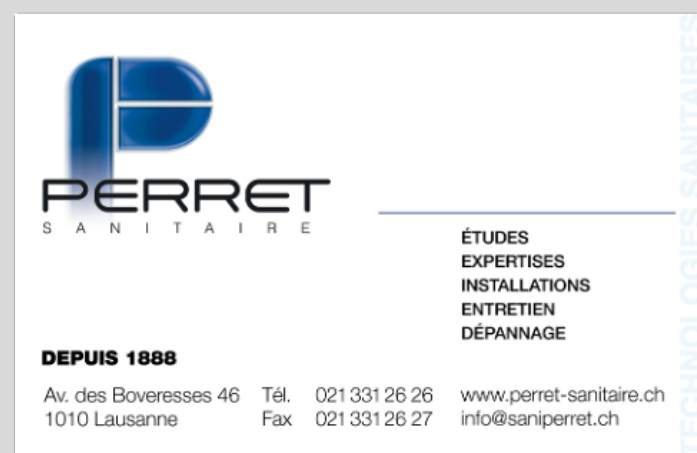 PERRET
SANITAIRE
ÉTUDES
EXPERTISES
INSTALLATIONS
ENTRETIEN
DÉPANNAGE
DEPUIS 1888
Av. des Boveresses 46 Tél. 021 331 26 26 www.perret-sanitaire.ch
1010 Lausanne Fax 021 331 26 27 info@saniperret.ch
TECHNOLOGIES SANITAIRES